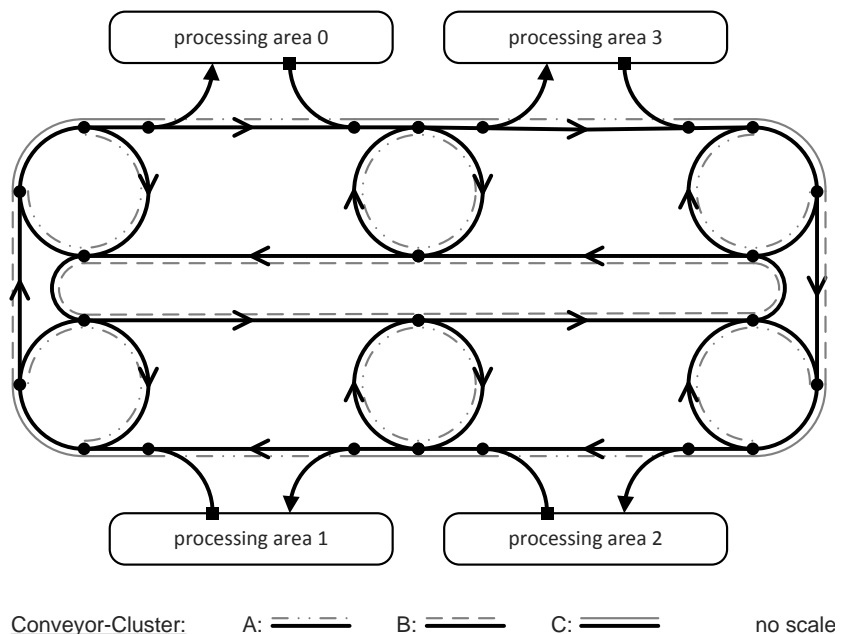 processing area 0
processing area 3
processing area 1
processing area 2
Conveyor-Cluster: A: B: C: no scale